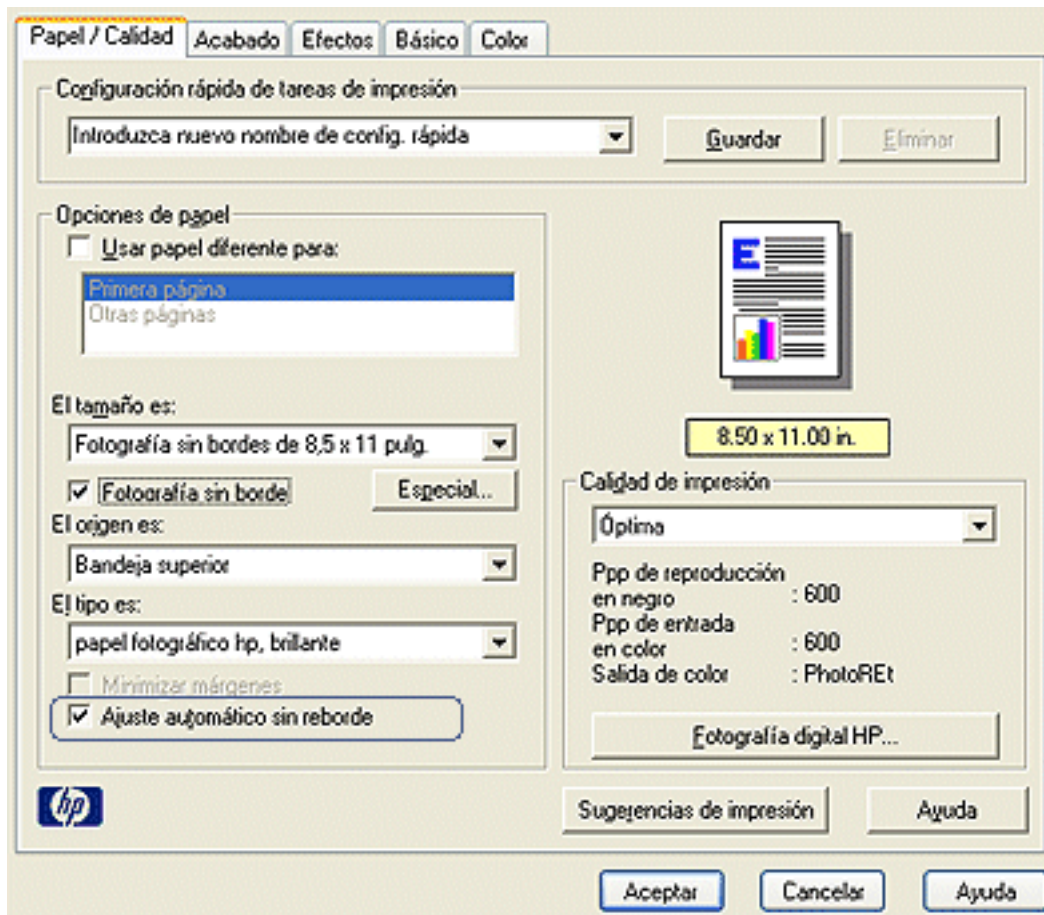 Papel / Calidad Acabado Efectos Básico Color
Configuración rápida de tareas de impresión
Introduzca nuevo nombre de config. rápida Guardar Eliminar
Opciones de papel
Usar papel diferente para:
Primera página
Otras páginas
E
El tamaño es:
Fotografía sin bordes de 8,5 x 11 pulg.
8.50 x 11.00 in.
Fotografía sin borde Especial...
El origen es:
Bandeja superior
El tipo es:
papel fotográfico hp, brillante
Minimizar márgenes
Ajuste automático sin reborde
Calidad de impresión
Óptima
Ppp de reproducción
en negro : 600
Ppp de entrada
en color : 600
Salida de color : PhotoREt
Fotografía digital HP...
hp
Sugerencias de impresión Ayuda
Aceptar Cancelar Ayuda